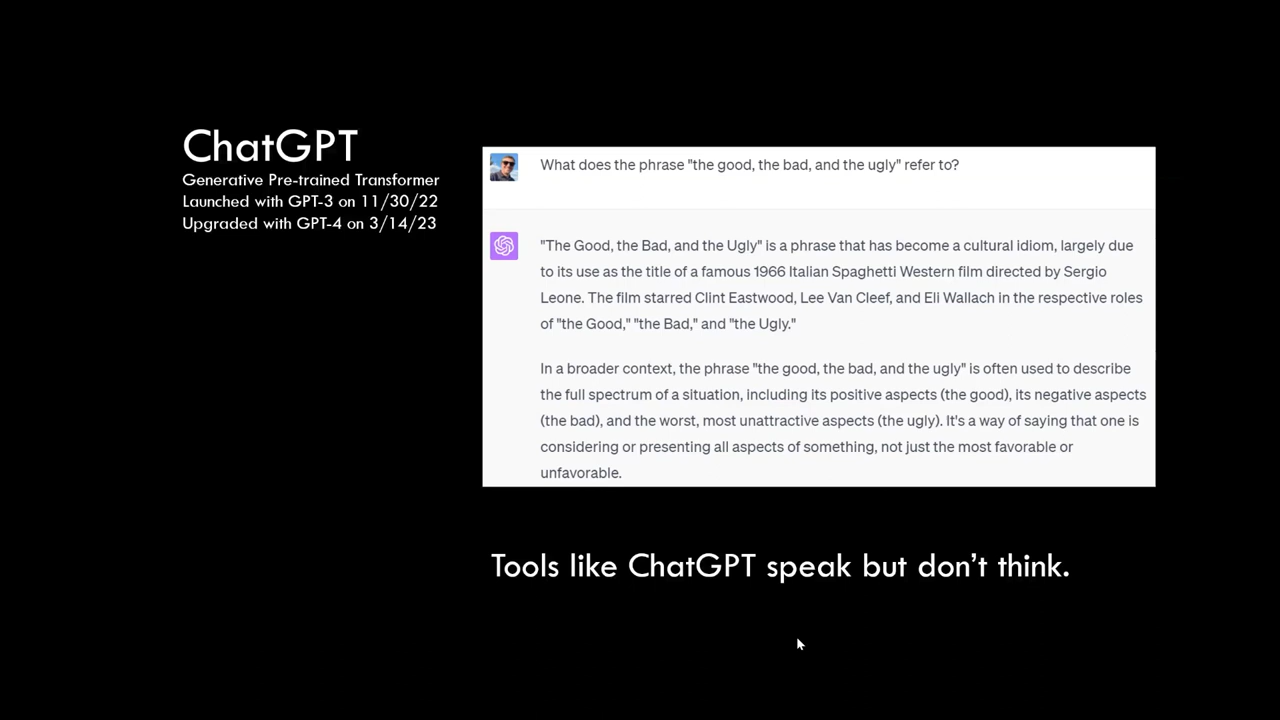 ChatGPT
Generative Pre-trained Transformer
Launched with GPT-3 on 11/30/22
Upgraded with GPT-4 on 3/14/23
What does the phrase "the good, the bad, and the ugly" refer to?
"The Good, the Bad, and the Ugly" is a phrase that has become a cultural idiom, largely due
to its use as the title of a famous 1966 Italian Spaghetti Western film directed by Sergio
Leone. The film starred Clint Eastwood, Lee Van Cleef, and Eli Wallach in the respective roles
of "the Good," "the Bad," and "the Ugly."
In a broader context, the phrase "the good, the bad, and the ugly" is often used to describe
the full spectrum of a situation, including its positive aspects (the good), its negative aspects
(the bad), and the worst, most unattractive aspects (the ugly). It's a way of saying that one is
considering or presenting all aspects of something, not just the most favorable or
unfavorable.
Tools like ChatGPT speak but don’t think.